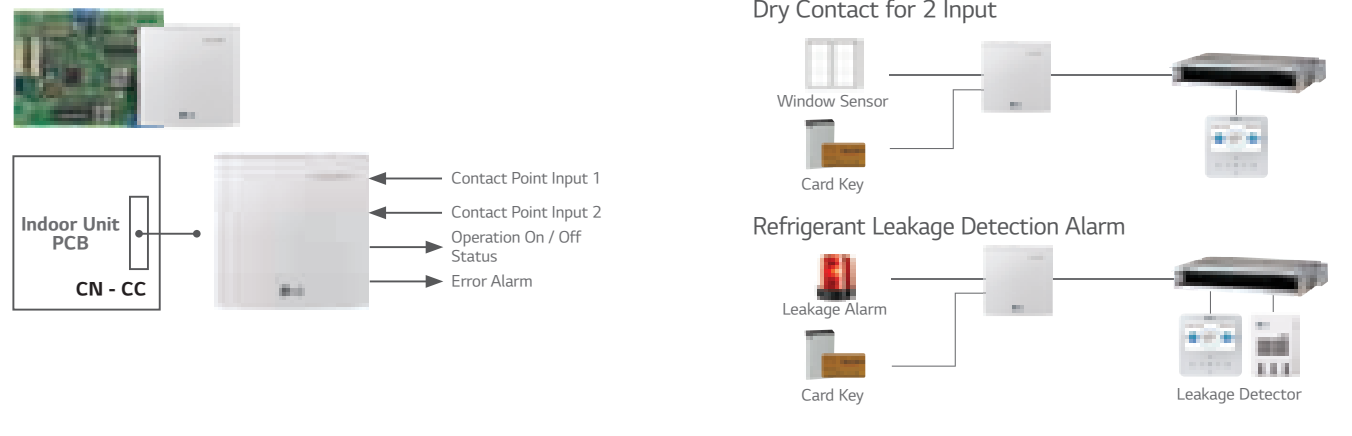 Indoor Unit
PCB
CN - CC
Contact Point Input 1
Contact Point Input 2
Operation On / Off
Status
Error Alarm
Dry Contact for 2 Input
Window Sensor
Card Key
Refrigerant Leakage Detection Alarm
Leakage Alarm
Card Key
Leakage Detector